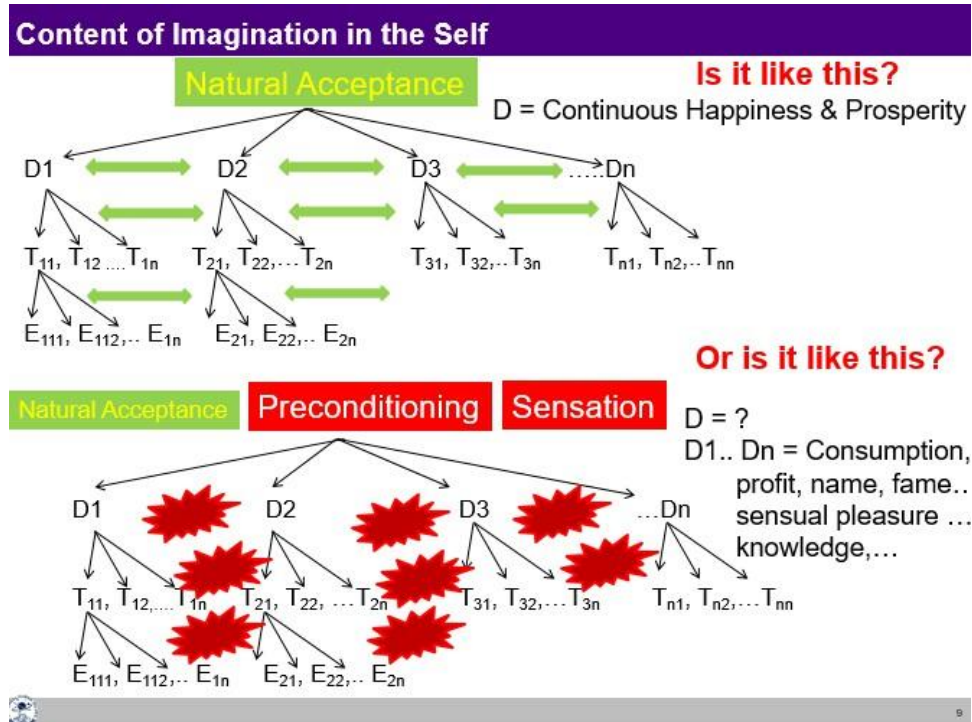 Content of Imagination in the Self
Natural Acceptance
Is it like this?
D = Continuous Happiness & Prosperity
D1 D2 D3 .....Dn
T11, T12 .... T1n T21, T22,... T2n T31, T32,.. T3n Tn1, Tn2,.. Tnn
E111, E112,.. E1n E21, E22,.. E2n
Or is it like this?
Natural Acceptance Preconditioning Sensation
D = ?
D1.. Dn = Consumption,
profit, name, fame..
sensual pleasure ...
knowledge,...
D1 D2 D3 ...Dn
T11, T12,.... T1n T21, T22, ... T2n T31, T32,... T3n Tn1, Tn2,... Tnn
E111, E112,.. E1n E21, E22,.. E2n
9